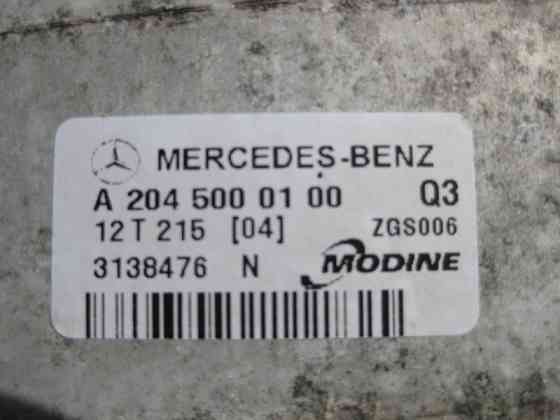 MERCEDES-BENZ
A 204 500 01 00 Q3
12 T 215 [04] ZGS006
3138476 N MODINE